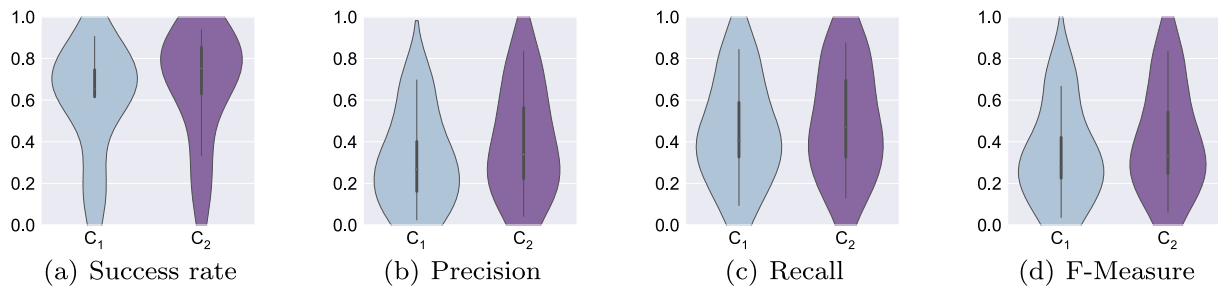 1.0 1.0 1.0 1.0
0.8 0.8 0.8 0.8
0.6 0.6 0.6 0.6
0.4 0.4 0.4 0.4
0.2 0.2 0.2 0.2
0.0 0.0 0.0 0.0
C₁ C₂ C₁ C₂ C₁ C₂ C₁ C₂
(a) Success rate (b) Precision (c) Recall (d) F-Measure